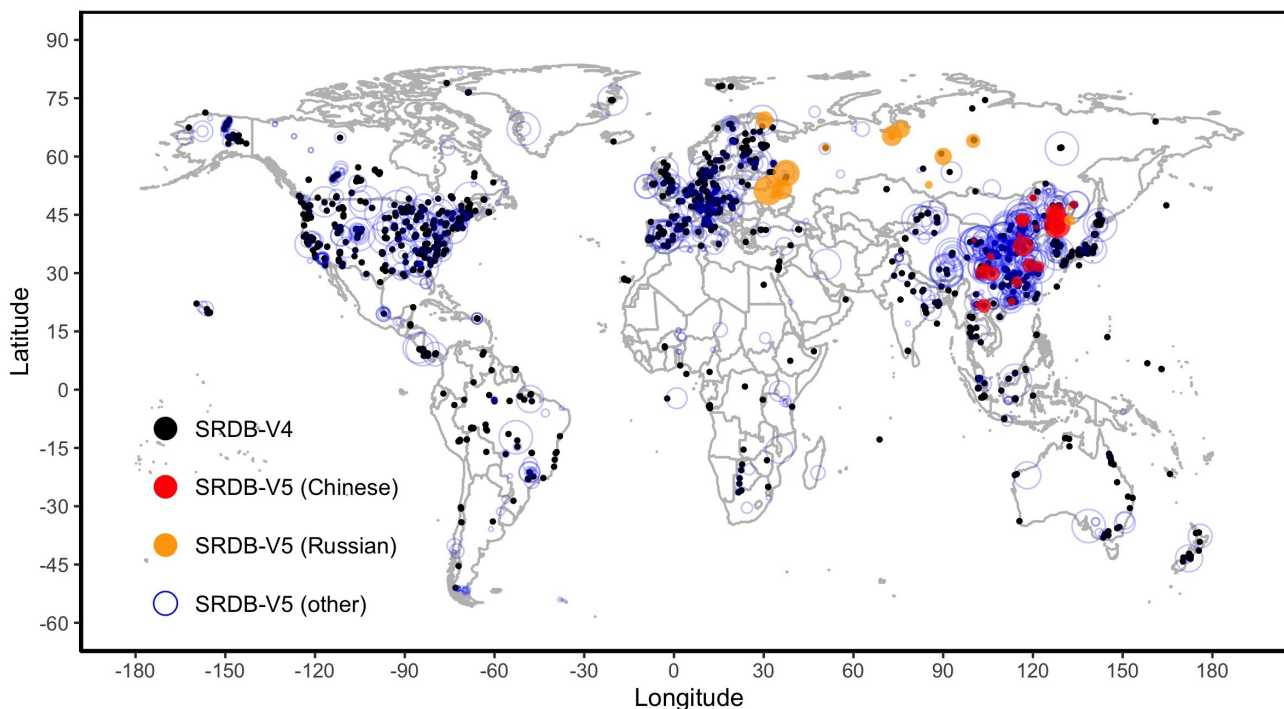 Latitude
90
75
60
45
30
15
0
-15
-30
-45
-60
SRDB-V4
SRDB-V5 (Chinese)
SRDB-V5 (Russian)
SRDB-V5 (other)
-180 -150 -120 -90 -60 -30 0 30 60 90 120 150 180
Longitude